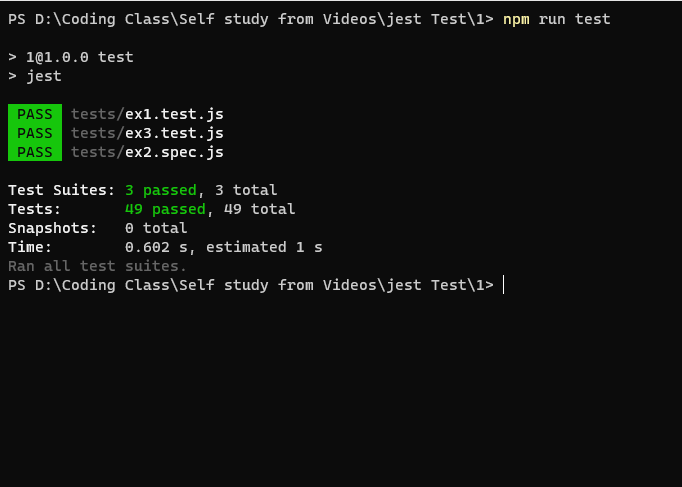 PS D:\Coding Class\Self study from Videos\jest Test\1> npm run test
> 1@1.0.0 test
> jest
PASS tests/ex1.test.js
PASS tests/ex3.test.js
PASS tests/ex2.spec.js
Test Suites: 3 passed, 3 total
Tests: 49 passed, 49 total
Snapshots: 0 total
Time: 0.602 s, estimated 1 s
Ran all test suites.
PS D:\Coding Class\Self study from Videos\jest Test\1>